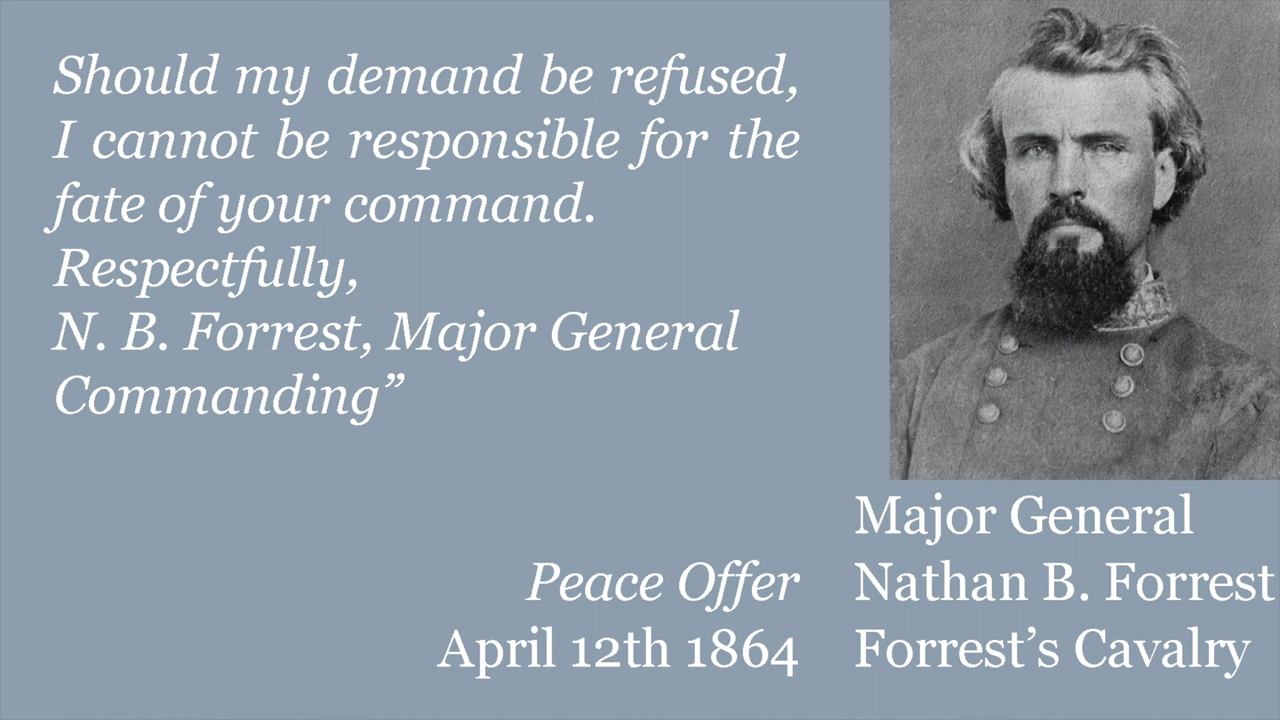 Should my demand be refused,
I cannot be responsible for the
fate of your command.
Respectfully,
N. B. Forrest, Major General
Commanding”
Peace Offer
April 12th 1864
Major General
Nathan B. Forrest
Forrest’s Cavalry